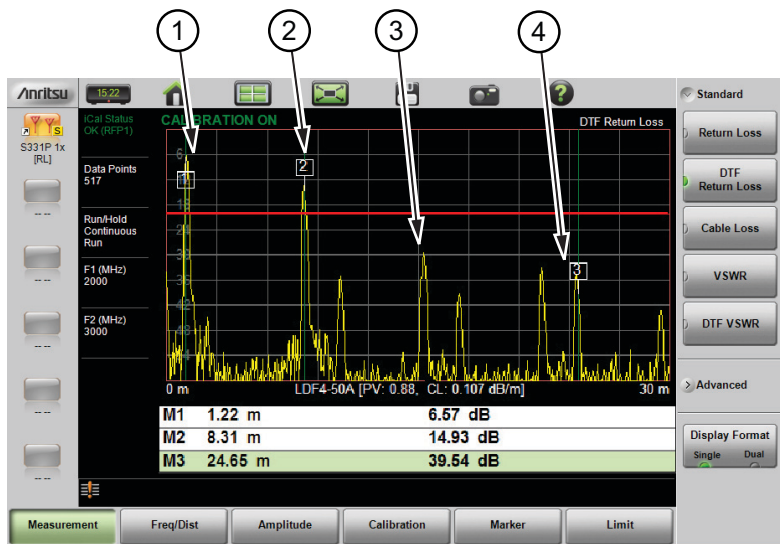 1
2
3
4
Anritsu
15:22
?
Standard
S331P 1x
[RL]
-- --
-- --
-- --
-- --
-- --
iCal Status
OK (RFP1)
Data Points
517
Run/Hold
Continuous
Run
F1 (MHz)
2000
F2 (MHz)
3000
CALIBRATION ON
DTF Return Loss
6
1
2
3
0 m
LDF4-50A [PV: 0.88, CL: 0.107 dB/m]
30 m
M1 1.22 m 6.57 dB
M2 8.31 m 14.93 dB
M3 24.65 m 39.54 dB
Return Loss
DTF
Return Loss
Cable Loss
VSWR
DTF VSWR
Advanced
Display Format
Single Dual
Measurement
Freq/Dist
Amplitude
Calibration
Marker
Limit